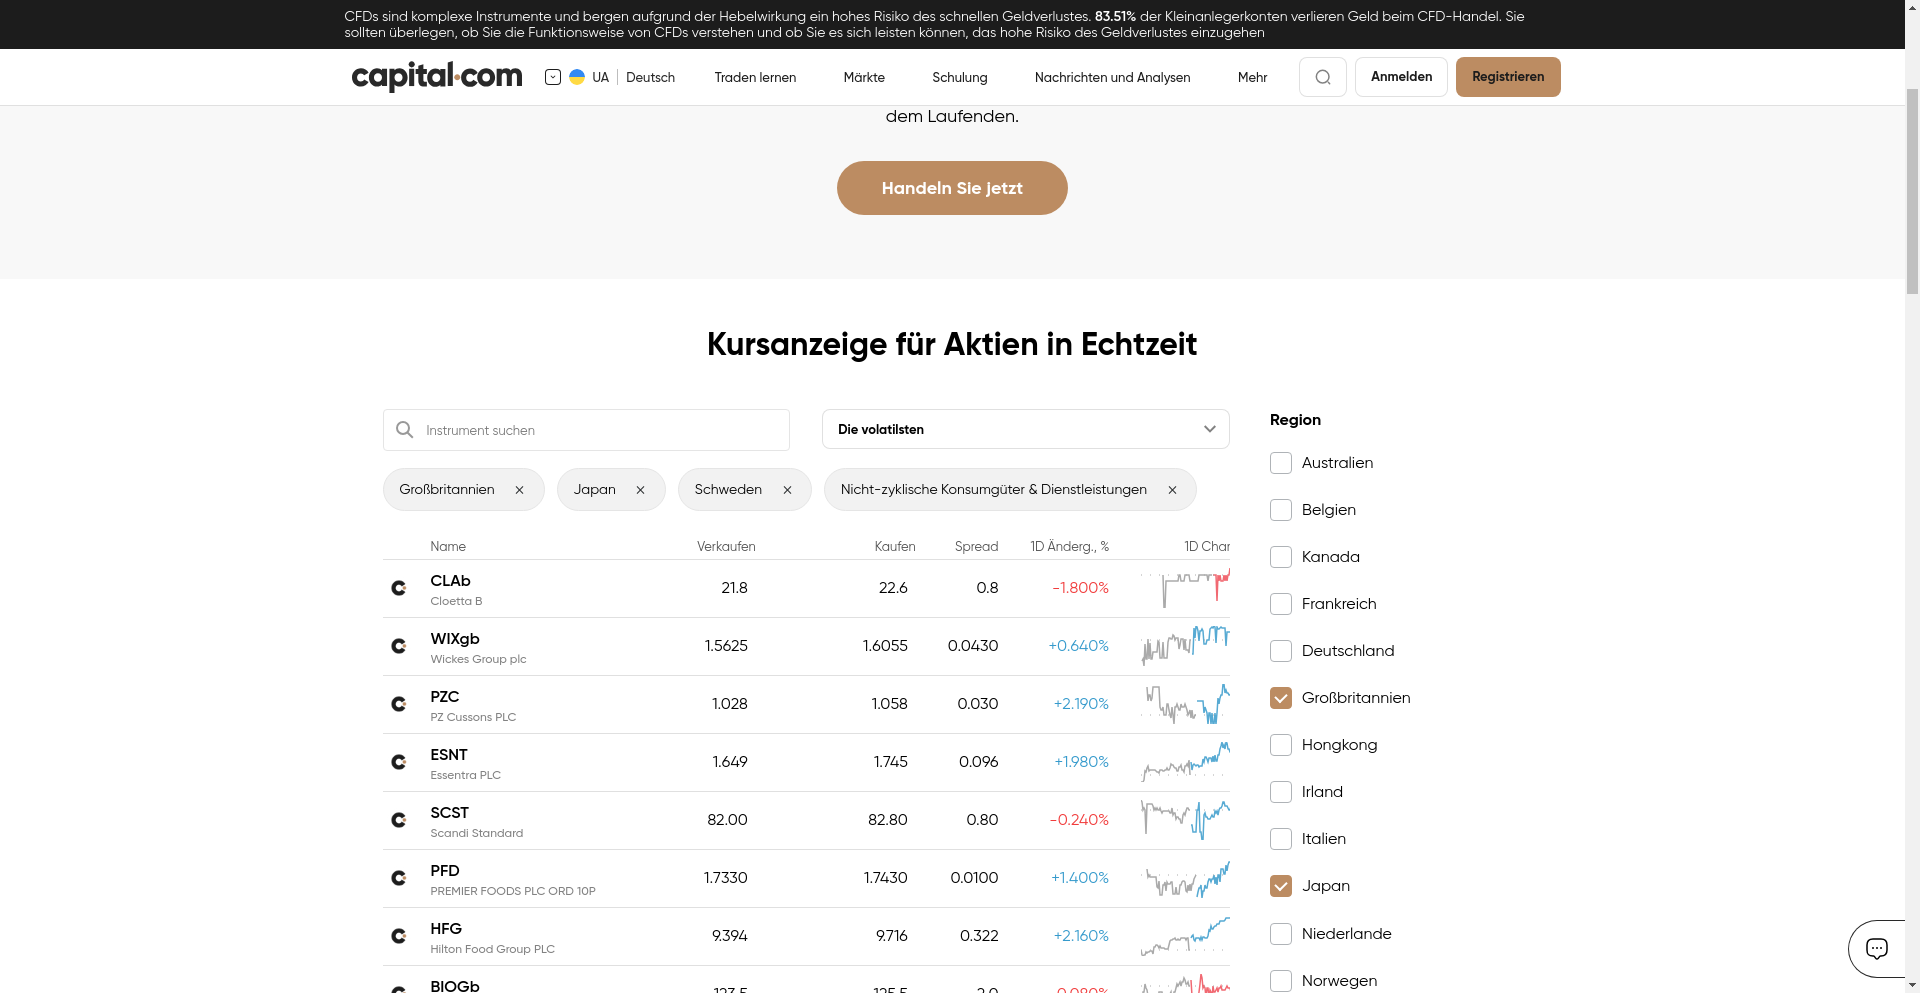 CFDs sind komplexe Instrumente und bergen aufgrund der Hebelwirkung ein hohes Risiko des schnellen Geldverlustes. 83.51% der Kleinanlegerkonten verlieren Geld beim CFD-Handel. Sie
sollten überlegen, ob Sie die Funktionsweise von CFDs verstehen und ob Sie es sich leisten können, das hohe Risiko des Geldverlustes einzugehen
capital.com UA Deutsch Traden lernen Märkte Schulung Nachrichten und Analysen Mehr Anmelden Registrieren
dem Laufenden.
Handeln Sie jetzt
Kursanzeige für Aktien in Echtzeit
Instrument suchen
Die volatilsten
Großbritannien Japan Schweden Nicht-zyklische Konsumgüter & Dienstleistungen
Name Verkaufen Kaufen Spread 1D Änderg., %
CLAb 21.8 22.6 0.8 -1.800%
Cloetta B
WIXgb 1.5625 1.6055 0.0430 +0.640%
Wickes Group plc
PZC 1.028 1.058 0.030 +2.190%
PZ Cussons PLC
ESNT 1.649 1.745 0.096 +1.980%
Essentra PLC
SCST 82.00 82.80 0.80 -0.240%
Scandi Standard
PFD 1.7330 1.7430 0.0100 +1.400%
PREMIER FOODS PLC ORD 10P
HFG 9.394 9.716 0.322 +2.160%
Hilton Food Group PLC
BIOGb
Region
Australien
Belgien
Kanada
Frankreich
Deutschland
Großbritannien
Hongkong
Irland
Italien
Japan
Niederlande
Norwegen